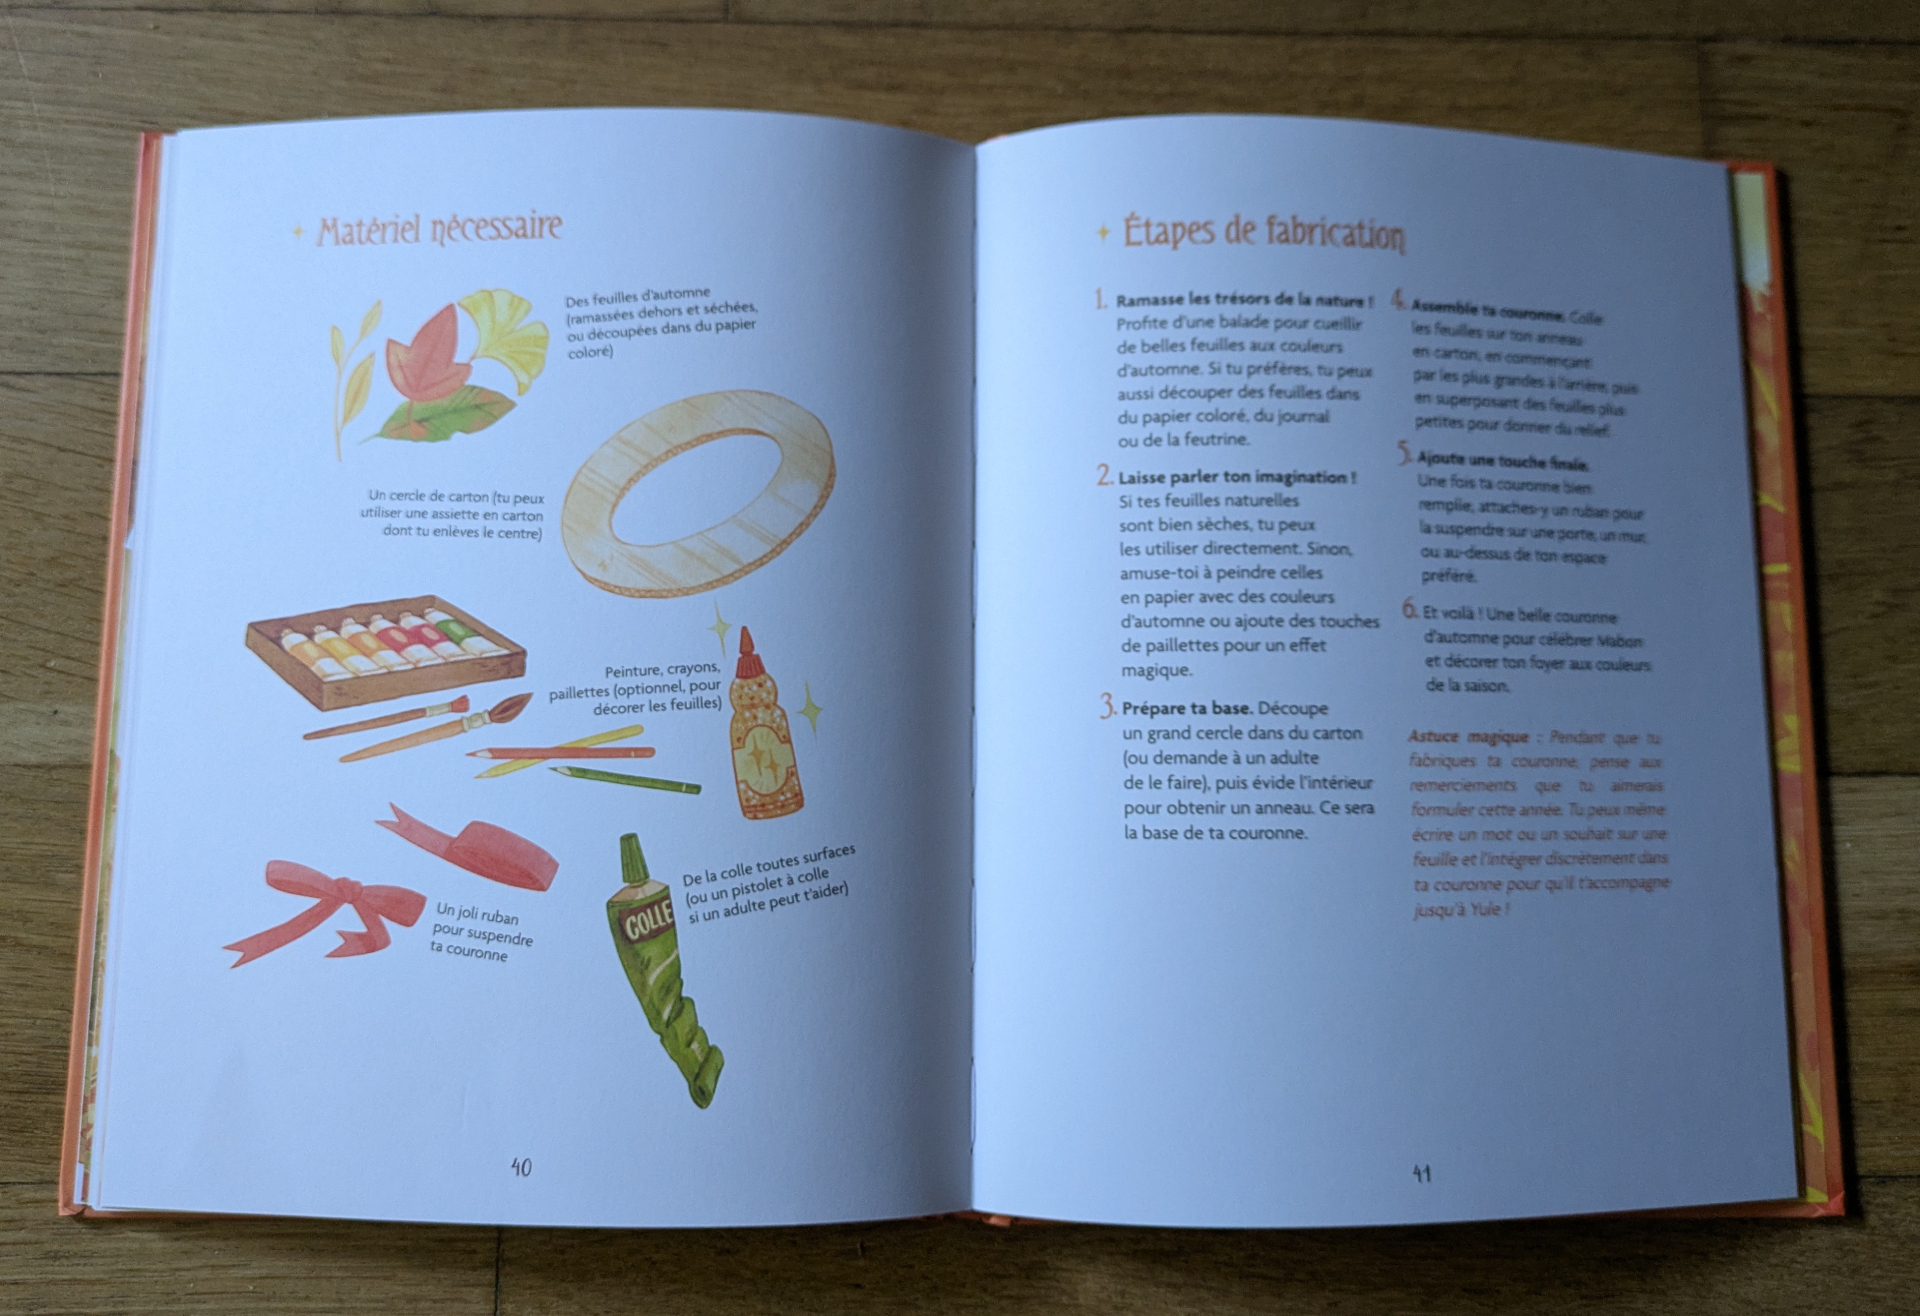 Matériel nécessaire
Des feuilles d'automne
(ramassées dehors et séchées,
ou découpées dans du papier
coloré)
Un cercle de carton (tu peux
utiliser une assiette en carton
dont tu enlèves le centre)
Peinture, crayons,
paillettes (optionnel, pour
décorer les feuilles)
Un joli ruban
pour suspendre
ta couronne
COLLE
De la colle toutes surfaces
(ou un pistolet à colle
si un adulte peut t'aider)
40
Étapes de fabrication
1. Ramasse les trésors de la nature !
Profite d'une balade pour cueillir
de belles feuilles aux couleurs
d'automne. Si tu préfères, tu peux
aussi découper des feuilles dans
du papier coloré, du journal
ou de la feutrine.
2. Laisse parler ton imagination !
Si tes feuilles naturelles
sont bien sèches, tu peux
les utiliser directement. Sinon,
amuse-toi à peindre celles
en papier avec des couleurs
d'automne ou ajoute des touches
de paillettes pour un effet
magique.
3. Prépare ta base. Découpe
un grand cercle dans du carton
(ou demande à un adulte
de le faire), puis évide l'intérieur
pour obtenir un anneau. Ce sera
la base de ta couronne.
4. Assemble ta couronne. Colle
les feuilles sur ton anneau
en carton, en commençant
par les plus grandes à l'arrière, puis
en superposant des feuilles plus
petites pour donner du relief.
5. Ajoute une touche finale.
Une fois ta couronne bien
remplie, attaches-y un ruban pour
la suspendre sur une porte, un mur,
ou au-dessus de ton espace
préféré.
6. Et voilà ! Une belle couronne
d'automne pour célébrer Mabon
et décorer ton foyer aux couleurs
de la saison.
Astuce magique : Pendant que tu
fabriques ta couronne, pense aux
remerciements que tu aimerais
formuler cette année. Tu peux même
écrire un mot ou un souhait sur une
feuille et l'intégrer discrètement dans
ta couronne pour qu'il t'accompagne
jusqu'à Yule !
41